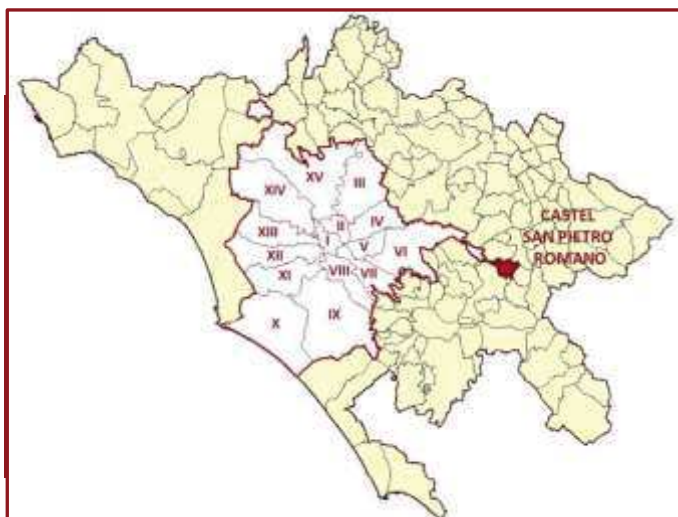 XV
XIV
III
II
IV
XIII
I
V
VI
XII
XI
VIII
VII
X
IX
CASTEL
SAN PIETRO
ROMANO